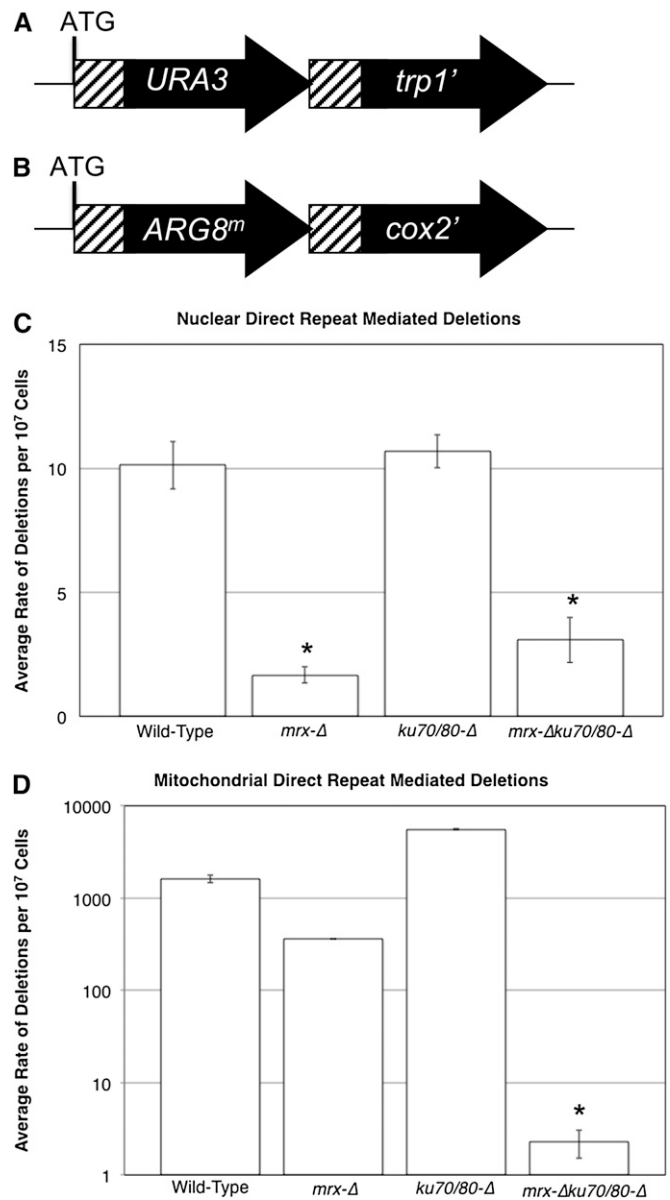 A
ATG
URA3
trp1’
B
ATG
ARG8ᵐ
cox2’
C
Nuclear Direct Repeat Mediated Deletions
Average Rate of Deletions per 10⁷ Cells
15
10
5
0
*
*
Wild-Type
mrx-Δ
ku70/80-Δ
mrx-Δku70/80-Δ
D
Mitochondrial Direct Repeat Mediated Deletions
Average Rate of Deletions per 10⁷ Cells
10000
1000
100
10
1
*
Wild-Type
mrx-Δ
ku70/80-Δ
mrx-Δku70/80-Δ